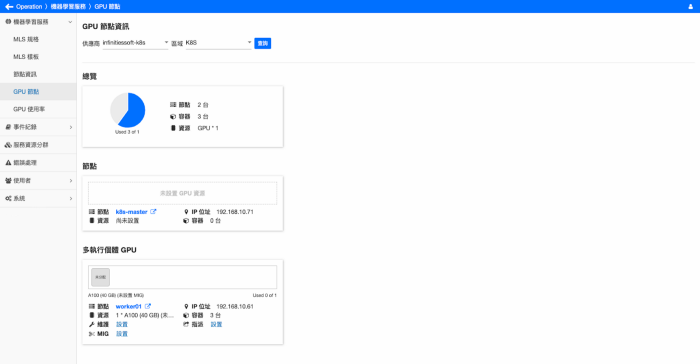 Operation 〉機器學習服務 〉GPU 節點
機器學習服務
MLS 規格
MLS 樣板
節點資訊
GPU 節點
GPU 使用率
事件紀錄
服務資源分群
錯誤處理
使用者
系統
GPU 節點資訊
供應商 infinitiessoft-k8s 區域 K8S 查詢
總覽
Used 3 of 1
節點 2 台
容器 3 台
資源 GPU * 1
節點
未設置 GPU 資源
節點 k8s-master IP 位址 192.168.10.71
資源 尚未設置 容器 0 台
多執行個體 GPU
未切割
A100 (40 GB) (未設置 MIG) Used 0 of 1
節點 worker01 IP 位址 192.168.10.61
資源 1 * A100 (40 GB) (未... 容器 3 台
維護 設置 指派 設置
MIG 設置